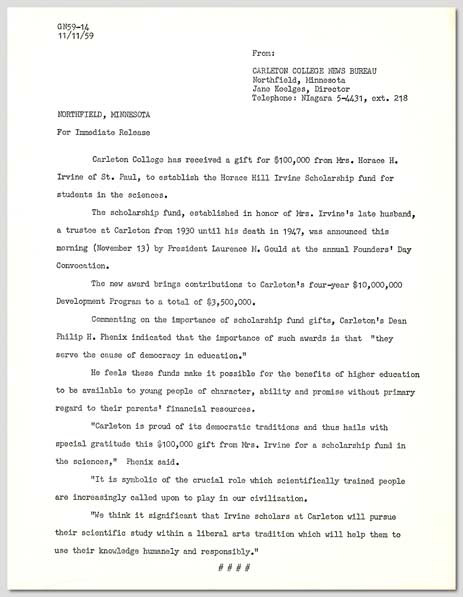 GN59-14
11/11/59
From:
CARLETON COLLEGE NEWS BUREAU
Northfield, Minnesota
Jane Koelges, Director
Telephone: NIagara 5-4431, ext. 218
NORTHFIELD, MINNESOTA
For Immediate Release
Carleton College has received a gift for $100,000 from Mrs. Horace H.
Irvine of St. Paul, to establish the Horace Hill Irvine Scholarship fund for
students in the sciences.
The scholarship fund, established in honor of Mrs. Irvine's late husband,
a trustee at Carleton from 1930 until his death in 1947, was announced this
morning (November 13) by President Laurence M. Gould at the annual Founders' Day
Convocation.
The new award brings contributions to Carleton's four-year $10,000,000
Development Program to a total of $3,500,000.
Commenting on the importance of scholarship fund gifts, Carleton's Dean
Philip H. Phenix indicated that the importance of such awards is that "they
serve the cause of democracy in education."
He feels these funds make it possible for the benefits of higher education
to be available to young people of character, ability and promise without primary
regard to their parents' financial resources.
"Carleton is proud of its democratic traditions and thus hails with
special gratitude this $100,000 gift from Mrs. Irvine for a scholarship fund in
the sciences," Phenix said.
"It is symbolic of the crucial role which scientifically trained people
are increasingly called upon to play in our civilization.
"We think it significant that Irvine scholars at Carleton will pursue
their scientific study within a liberal arts tradition which will help them to
use their knowledge humanely and responsibly."
# # # #